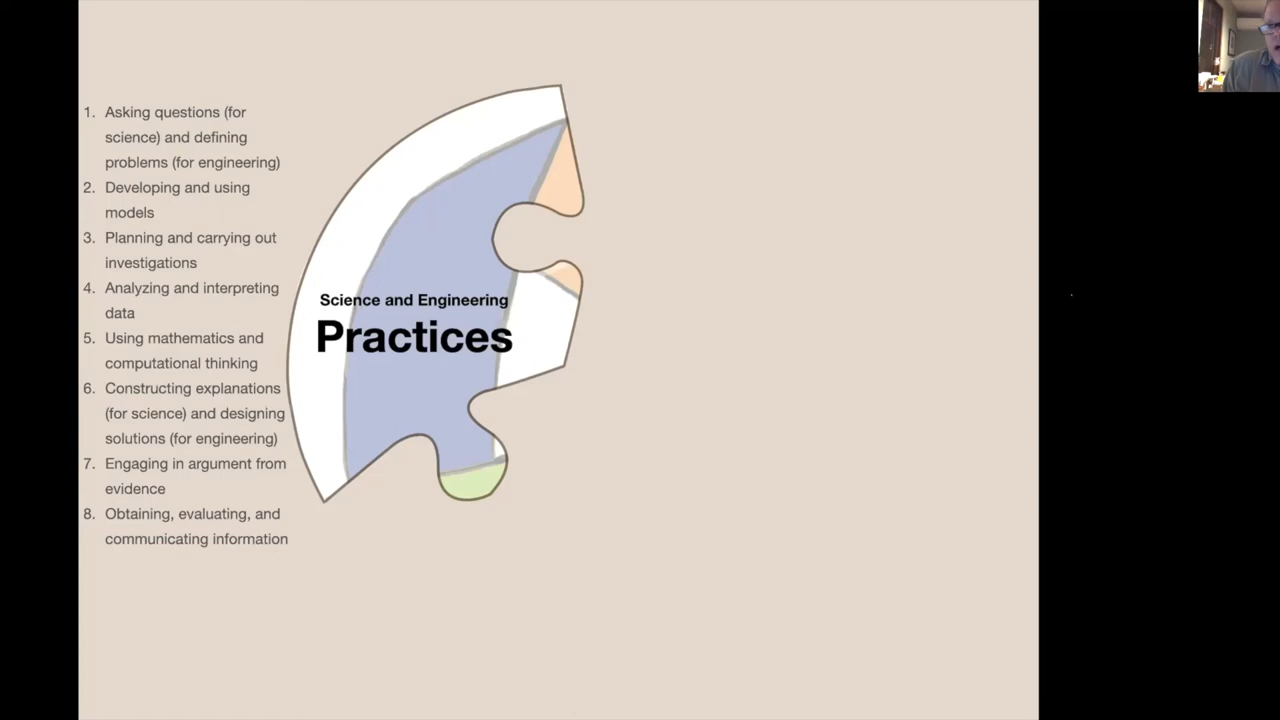 1. Asking questions (for
science) and defining
problems (for engineering)
2. Developing and using
models
3. Planning and carrying out
investigations
4. Analyzing and interpreting
data
5. Using mathematics and
computational thinking
6. Constructing explanations
(for science) and designing
solutions (for engineering)
7. Engaging in argument from
evidence
8. Obtaining, evaluating, and
communicating information
Science and Engineering
Practices